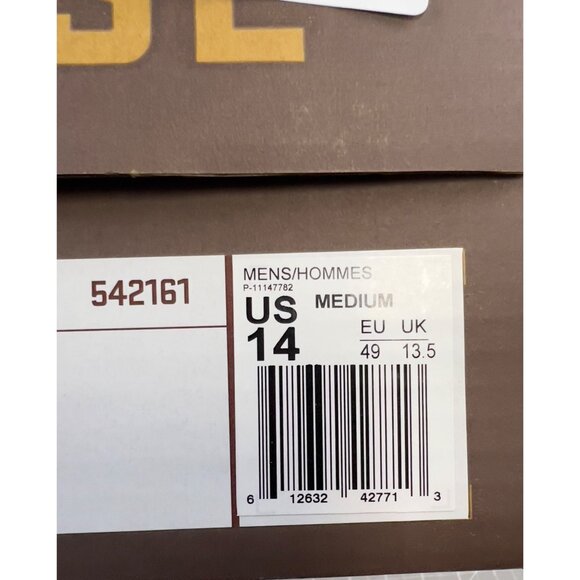 542161
MENS/HOMMES
P-11147782
US MEDIUM
14
EU UK
49 13.5
6 12632 42771 3